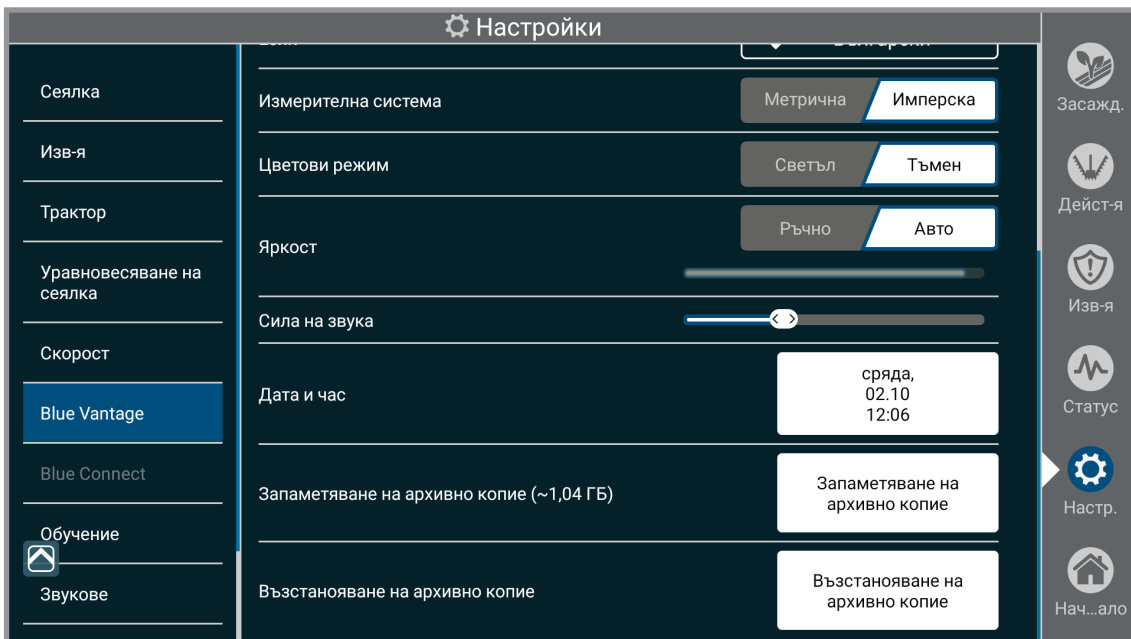 Настройки
Български
Сеялка
Изв-я
Трактор
Уравновесяване на
сеялка
Скорост
Blue Vantage
Blue Connect
Обучение
Звукове
Измерителна система
Метрична
Имперска
Цветови режим
Светъл
Тъмен
Яркост
Ръчно
Авто
Сила на звука
Дата и час
сряда,
02.10
12:06
Запаметяване на архивно копие (~1,04 ГБ)
Запаметяване на
архивно копие
Възстанояване на архивно копие
Възстанояване на
архивно копие
Засажд.
Дейст-я
Изв-я
Статус
Настр.
Нач...ало